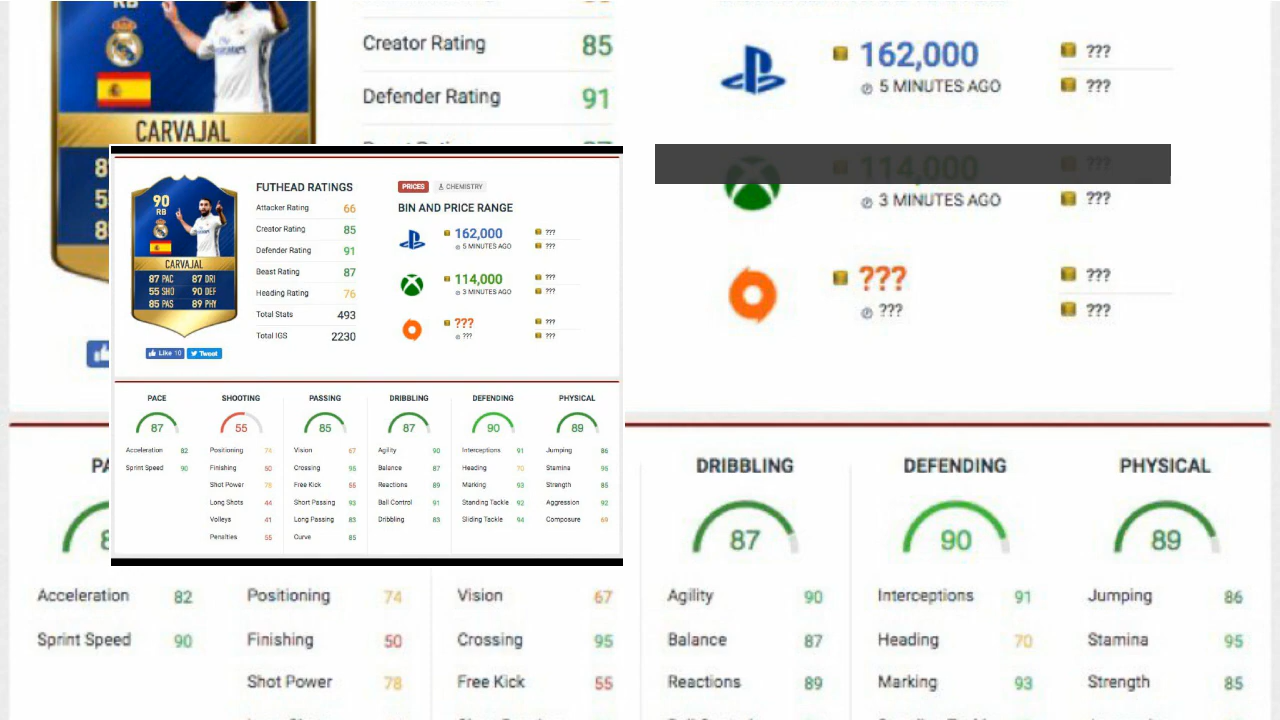 RB
CARVAJAL
Creator Rating 85
Defender Rating 91
162,000 ???
5 MINUTES AGO ???
114,000 ???
3 MINUTES AGO ???
??? ???
??? ???
90
RB
CARVAJAL
87 PAC 87 DRI
55 SHO 90 DEF
85 PAS 89 PHY
Like 10 Tweet
FUTHEAD RATINGS
Attacker Rating 66
Creator Rating 85
Defender Rating 91
Beast Rating 87
Heading Rating 76
Total Stats 493
Total IGS 2230
PRICES CHEMISTRY
BIN AND PRICE RANGE
162,000 ???
5 MINUTES AGO ???
114,000 ???
3 MINUTES AGO ???
??? ???
??? ???
PACE SHOOTING PASSING DRIBBLING DEFENDING PHYSICAL
87 55 85 87 90 89
Acceleration 82 Positioning 74 Vision 67 Agility 90 Interceptions 91 Jumping 86
Sprint Speed 90 Finishing 50 Crossing 95 Balance 87 Heading 70 Stamina 95
Shot Power 78 Free Kick 55 Reactions 89 Marking 93 Strength 85
Long Shots 44 Short Passing 93 Ball Control 91 Standing Tackle 92 Aggression 92
Volleys 41 Long Passing 83 Dribbling 83 Sliding Tackle 94 Composure 69
Penalties 55 Curve 85
DRIBBLING DEFENDING PHYSICAL
87 90 89
Acceleration 82 Positioning 74 Vision 67 Agility 90 Interceptions 91 Jumping 86
Sprint Speed 90 Finishing 50 Crossing 95 Balance 87 Heading 70 Stamina 95
Shot Power 78 Free Kick 55 Reactions 89 Marking 93 Strength 85